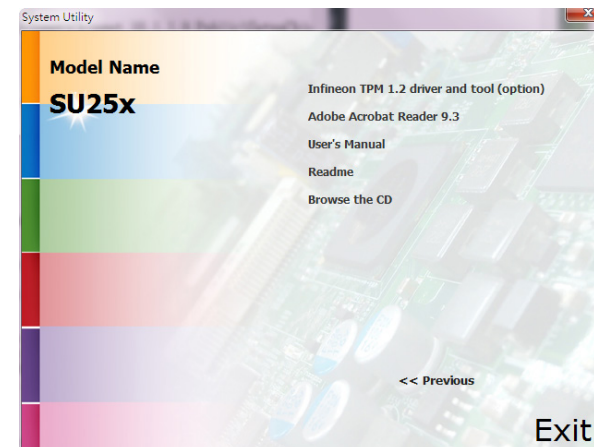 System Utility
Model Name
SU25x
Infineon TPM 1.2 driver and tool (option)
Adobe Acrobat Reader 9.3
User's Manual
Readme
Browse the CD
<< Previous
Exit